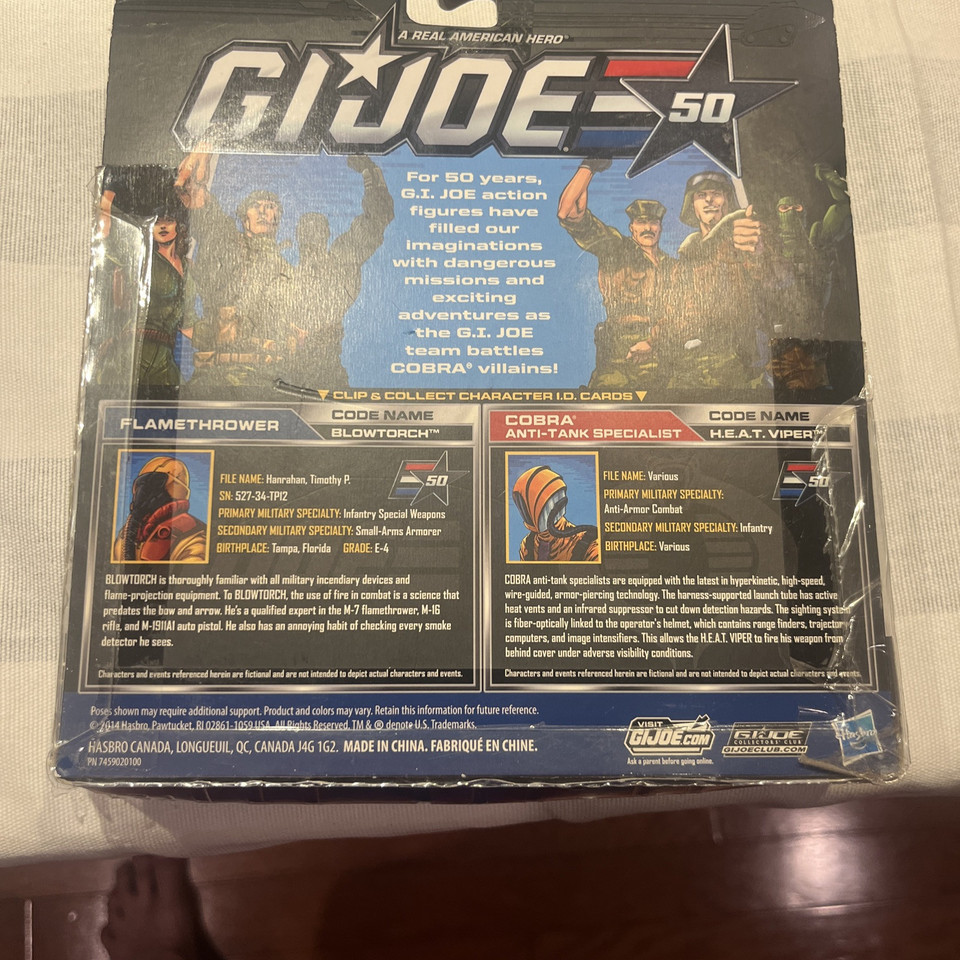 A REAL AMERICAN HERO™
GI JOE
50
For 50 years,
G.I. JOE action
figures have
filled our
imaginations
with dangerous
missions and
exciting
adventures as
the G.I. JOE
team battles
COBRA® villains!
▼ CLIP & COLLECT CHARACTER I.D. CARDS ▼
FLAMETHROWER
CODE NAME
BLOWTORCH™
FILE NAME: Hanrahan, Timothy P.
SN: 527-34-TP12
PRIMARY MILITARY SPECIALTY: Infantry Special Weapons
SECONDARY MILITARY SPECIALTY: Small-Arms Armorer
BIRTHPLACE: Tampa, Florida GRADE: E-4
50
BLOWTORCH is thoroughly familiar with all military incendiary devices and
flame-projection equipment. To BLOWTORCH, the use of fire in combat is a science that
predates the bow and arrow. He's a qualified expert in the M-7 flamethrower, M-16
rifle, and M-1911A1 auto pistol. He also has an annoying habit of checking every smoke
detector he sees.
Characters and events referenced herein are fictional and are not intended to depict actual characters and events.
COBRA®
ANTI-TANK SPECIALIST
CODE NAME
H.E.A.T. VIPER™
FILE NAME: Various
PRIMARY MILITARY SPECIALTY:
Anti-Armor Combat
SECONDARY MILITARY SPECIALTY: Infantry
BIRTHPLACE: Various
50
COBRA anti-tank specialists are equipped with the latest in hyperkinetic, high-speed,
wire-guided, armor-piercing technology. The harness-supported launch tube has active
heat vents and an infrared suppressor to cut down detection hazards. The sighting system
is fiber-optically linked to the operator's helmet, which contains range finders, trajectory
computers, and image intensifiers. This allows the H.E.A.T. VIPER to fire his weapon from
behind cover under adverse visibility conditions.
Characters and events referenced herein are fictional and are not intended to depict actual characters and events.
Poses shown may require additional support. Product and colors may vary. Retain this information for future reference.
© 2014 Hasbro, Pawtucket, RI 02861-1059 USA. All Rights Reserved. TM & ® denote U.S. Trademarks.
HASBRO CANADA, LONGUEUIL, QC, CANADA J4G 1G2. MADE IN CHINA. FABRIQUÉ EN CHINE.
PN 7459020100
VISIT
GIJOE.COM
Ask a parent before going online.
GI JOE
COLLECTORS' CLUB
GIJOECLUB.COM
Hasbro